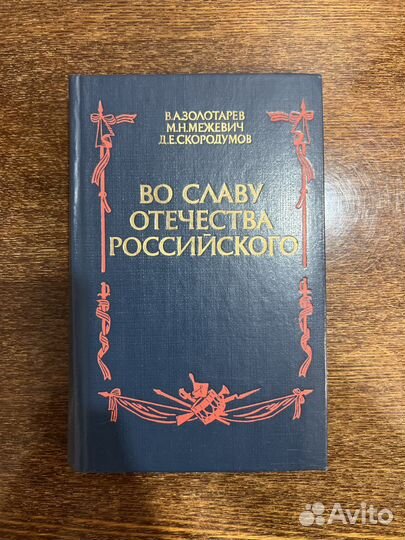 В.А.ЗОЛОТАРЕВ
М.Н.МЕЖЕВИЧ
Д.Е.СКОРОДУМОВ
ВО СЛАВУ
ОТЕЧЕСТВА
РОССИЙСКОГО
Avito